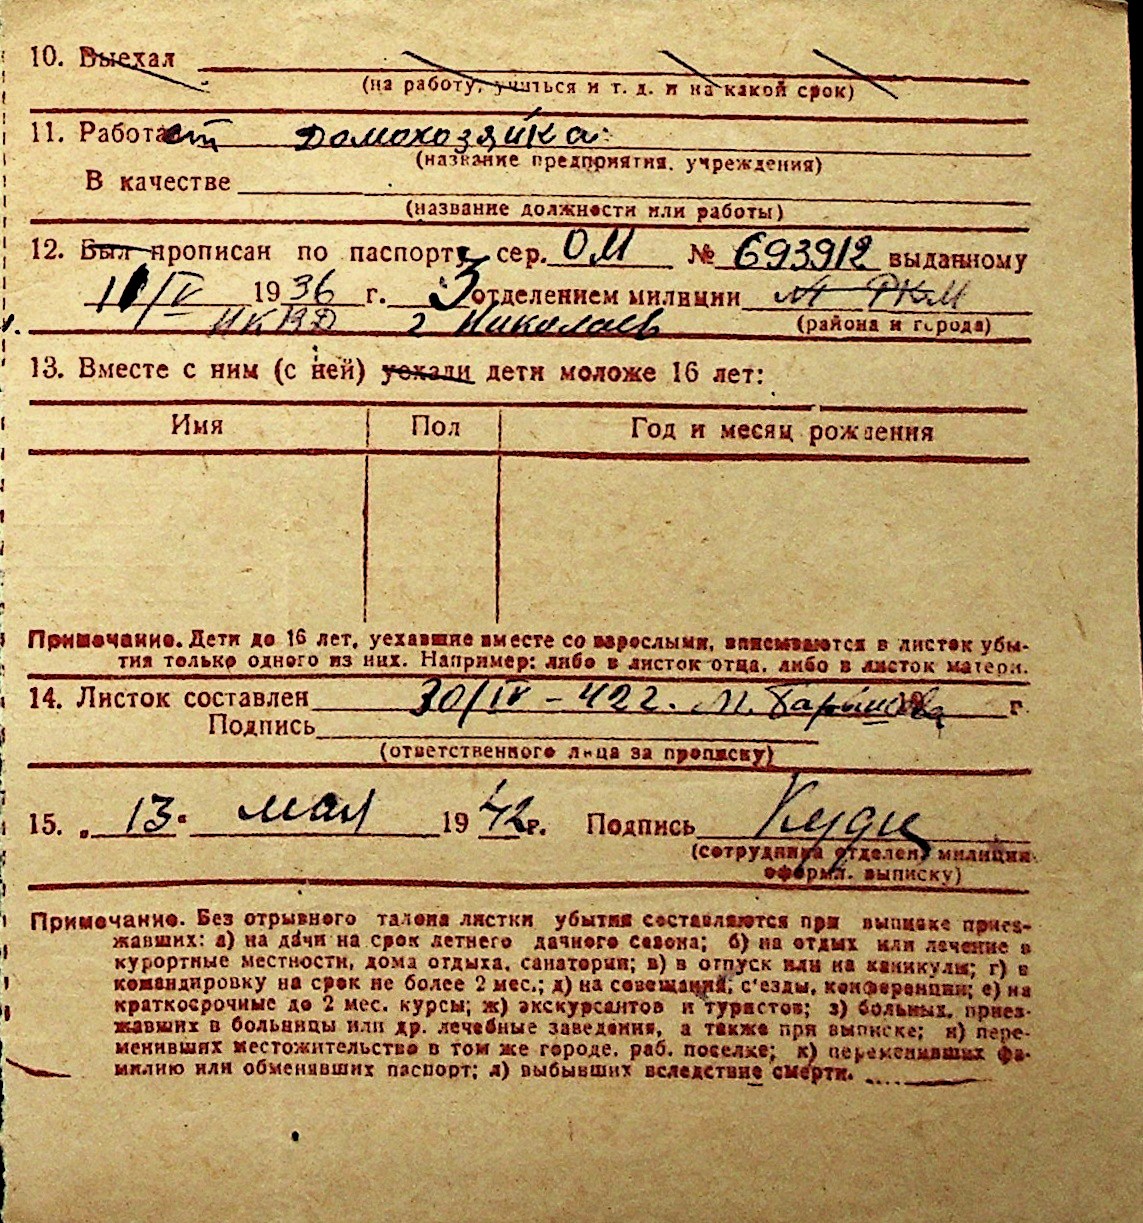 10. Выехал
(на работу, учиться и т. д. и на какой срок)
11. Работает домохозяйка
(название предприятия, учреждения)
В качестве
(название должности или работы)
12. Был прописан по паспорту сер. ОМ № 693912 выданному
11/IV 1936 г. 3 отделением милиции РКМ
НКВД г Николаев (района и города)
13. Вместе с ним (с ней) уехали дети моложе 16 лет:
Имя Пол Год и месяц рождения
Примечание. Дети до 16 лет, уехавшие вместе со взрослыми, вписываются в листок убы-
тия только одного из них. Например: либо в листок отца, либо в листок матери.
14. Листок составлен 30/IV - 42 г. М. г.
Подпись
(ответственного лица за прописку)
15. „ 13 " мая 1942 г. Подпись
(сотрудника отделен. милиции
оформл. выписку)
Примечание. Без отрывного талона листки убытия составляются при выписке приез-
жавших: а) на дачи на срок летнего дачного сезона; б) на отдых или лечение в
курортные местности, дома отдыха, санатории; в) в отпуск или на каникулы; г) в
командировку на срок не более 2 мес.; д) на совещания, с'езды, конференции; е) на
краткосрочные до 2 мес. курсы; ж) экскурсантов и туристов; з) больных, приез-
жавших в больницы или др. лечебные заведения, а также при выписке; и) пере-
менивших местожительство в том же городе, раб. поселке; к) переменивших фа-
милию или обменявших паспорт; л) выбывших вследствие смерти.